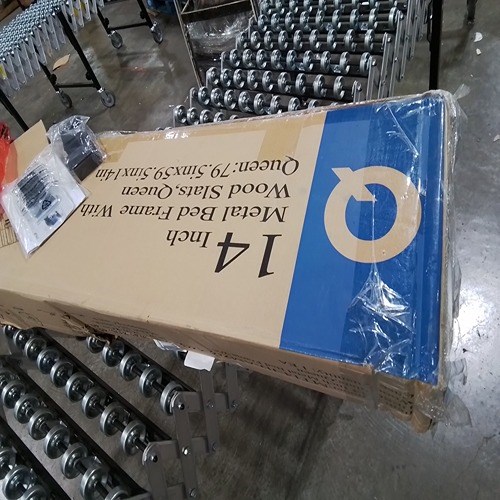 14 Inch
Metal Bed Frame With
Wood Slats,Queen
Queen:79.5inx59.5inx14in
Q